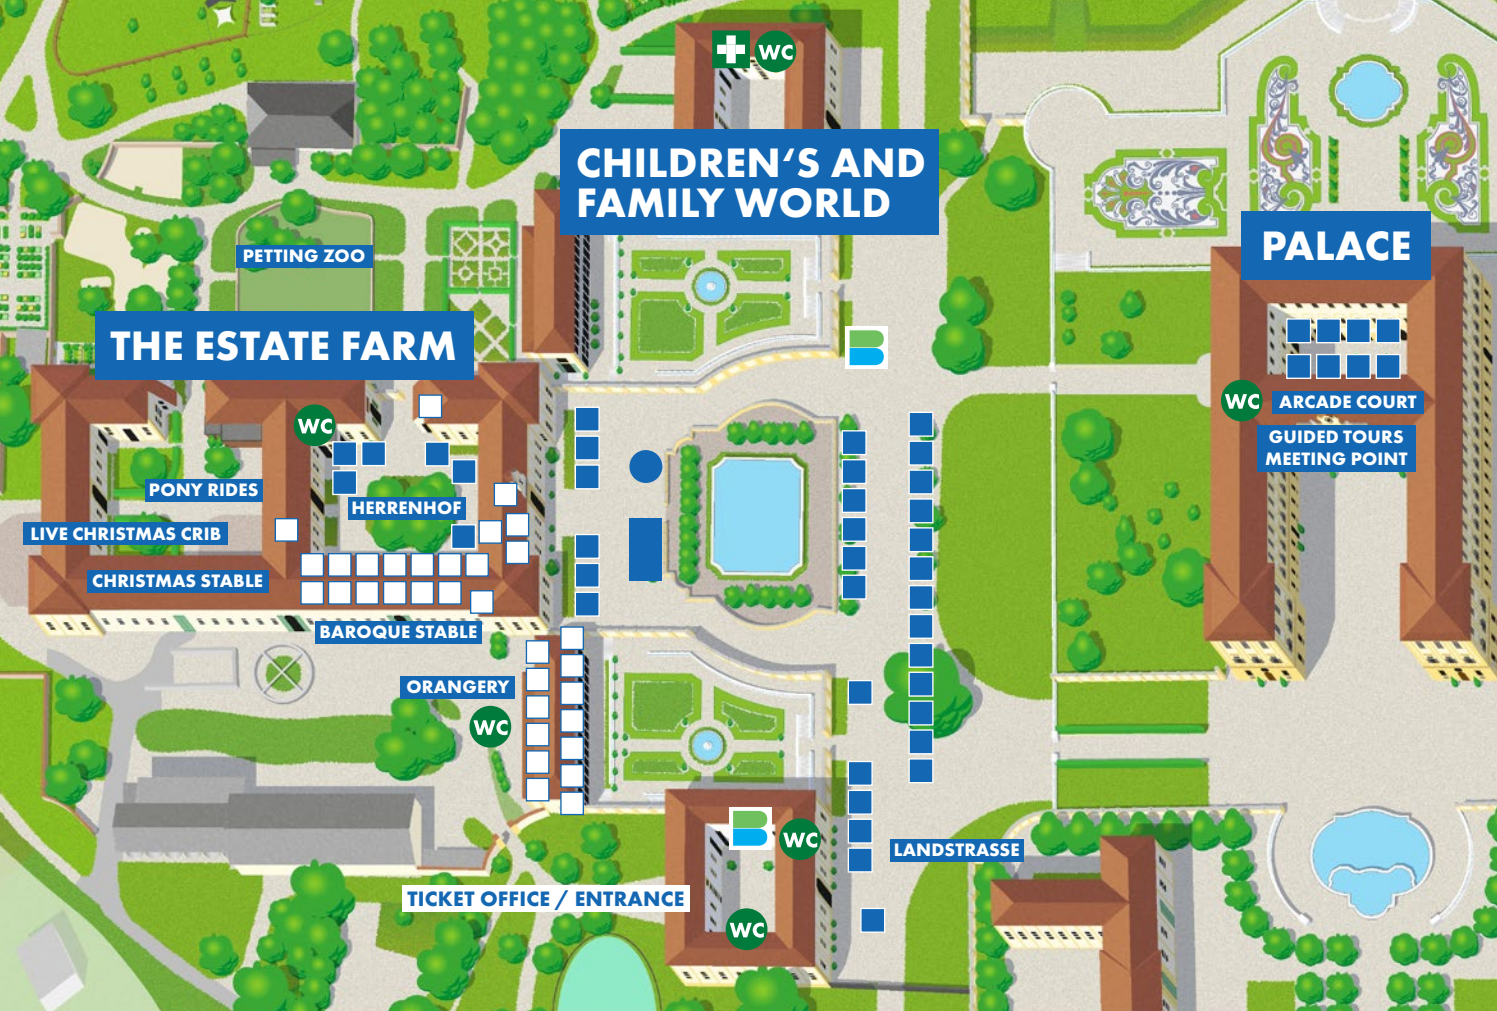 WC
CHILDREN‘S AND
FAMILY WORLD
PALACE
PETTING ZOO
THE ESTATE FARM
WC
WC
ARCADE COURT
GUIDED TOURS
MEETING POINT
PONY RIDES
HERRENHOF
LIVE CHRISTMAS CRIB
CHRISTMAS STABLE
BAROQUE STABLE
ORANGERY
WC
WC
LANDSTRASSE
TICKET OFFICE / ENTRANCE
WC